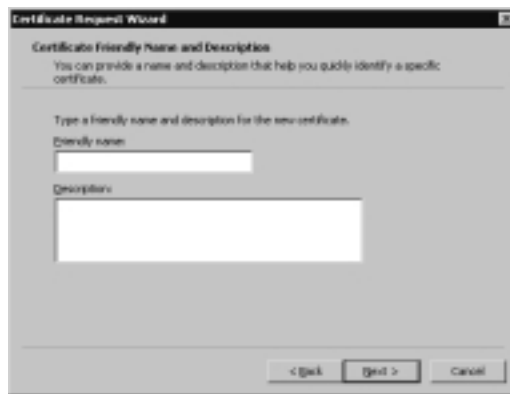 Certificate Request Wizard
Certificate Friendly Name and Description
You can provide a name and description that help you quickly identify a specific
certificate.
Type a friendly name and description for the new certificate.
Friendly name:
Description:
< Back
Next >
Cancel